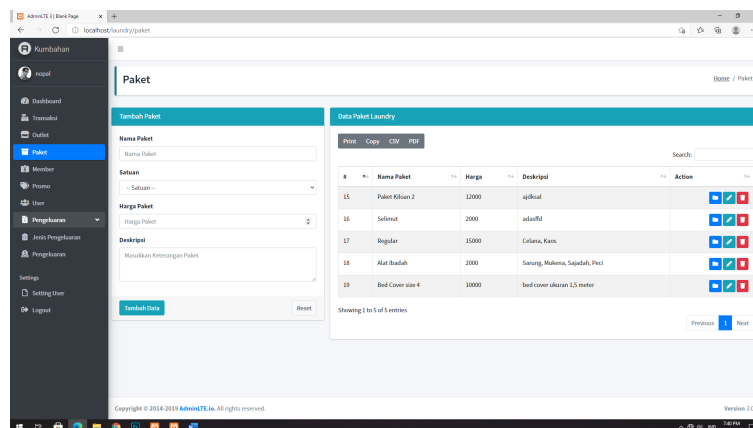 AdminLTE 3 | Blank Page
localhost/laundry/paket
Kumbahan
nopal
Dashboard
Transaksi
Outlet
Paket
Member
Promo
User
Pengeluaran
Jenis Pengeluaran
Pengeluaran
Settings
Setting User
Logout
Paket
Home / Paket
Tambah Paket
Nama Paket
Nama Paket
Satuan
-- Satuan --
Harga Paket
Harga Paket
Deskripsi
Masukkan Keterangan Paket
Tambah Data Reset
Data Paket Laundry
Print Copy CSV PDF
Search:
# Nama Paket Harga Deskripsi Action
15 Paket Kiloan 2 12000 ajdksal
16 Selimut 2000 adasffd
17 Regular 15000 Celana, Kaos
18 Alat Ibadah 2000 Sarung, Mukena, Sajadah, Peci
19 Bed Cover size 4 10000 bed cover ukuran 1,5 meter
Showing 1 to 5 of 5 entries
Previous 1 Next
Copyright © 2014-2019 AdminLTE.io. All rights reserved.
Version 3.0
7:40 PM